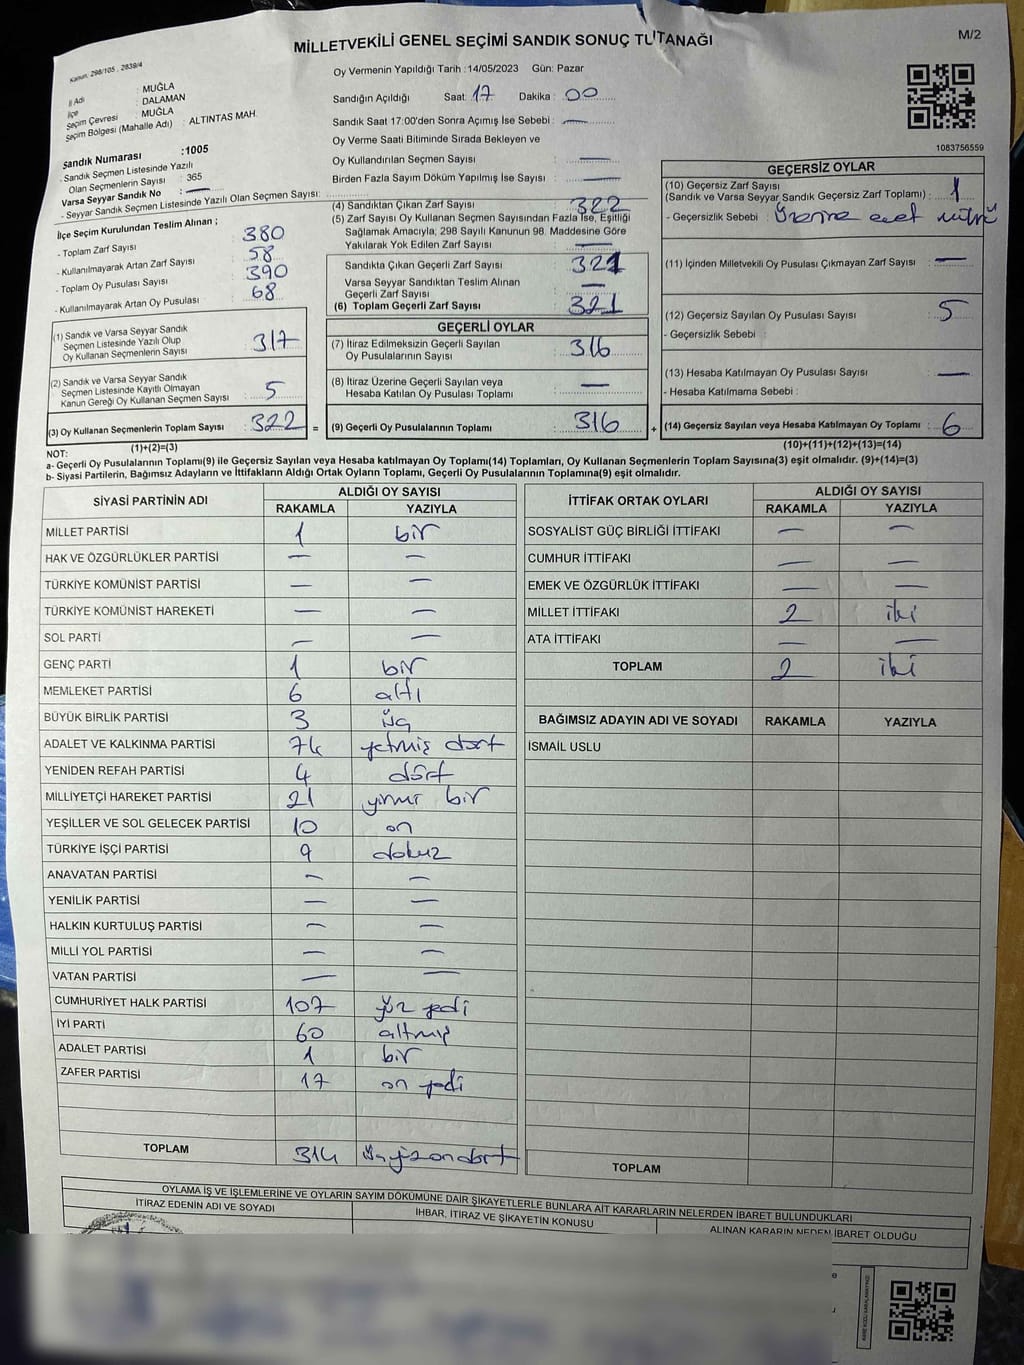 MİLLETVEKİLİ GENEL SEÇİMİ SANDIK SONUÇ TUTANAĞI
M/2
Kanun: 298/105 , 2839/4
İl Adı : MUĞLA
İlçe : DALAMAN
Seçim Çevresi : MUĞLA
Seçim Bölgesi (Mahalle Adı) : ALTINTAS MAH.
Sandık Numarası :1005
- Sandık Seçmen Listesinde Yazılı
Olan Seçmenlerin Sayısı : 365
Varsa Seyyar Sandık No : —
- Seyyar Sandık Seçmen Listesinde Yazılı Olan Seçmen Sayısı:
Oy Vermenin Yapıldığı Tarih :14/05/2023 Gün: Pazar
Sandığın Açıldığı Saat: 17 Dakika : 00
Sandık Saat 17:00'den Sonra Açımış İse Sebebi : —
Oy Verme Saati Bitiminde Sırada Bekleyen ve
Oy Kullandırılan Seçmen Sayısı : —
Birden Fazla Sayım Döküm Yapılmış İse Sayısı : —
1083756559
İlçe Seçim Kurulundan Teslim Alınan ;
- Toplam Zarf Sayısı : 380
- Kullanılmayarak Artan Zarf Sayısı : 58
- Toplam Oy Pusulası Sayısı : 390
- Kullanılmayarak Artan Oy Pusulası : 68
(1) Sandık ve Varsa Seyyar Sandık
Seçmen Listesinde Yazılı Olup
Oy Kullanan Seçmenlerin Sayısı : 317
(2) Sandık ve Varsa Seyyar Sandık
Seçmen Listesinde Kayıtlı Olmayan
Kanun Gereği Oy Kullanan Seçmen Sayısı : 5
(3) Oy Kullanan Seçmenlerin Toplam Sayısı : 322 =
(1)+(2)=(3)
(4) Sandıktan Çıkan Zarf Sayısı : 322
(5) Zarf Sayısı Oy Kullanan Seçmen Sayısından Fazla İse, Eşitliği
Sağlamak Amacıyla, 298 Sayılı Kanunun 98. Maddesine Göre
Yakılarak Yok Edilen Zarf Sayısı : —
Sandıkta Çıkan Geçerli Zarf Sayısı : 321
Varsa Seyyar Sandıktan Teslim Alınan
Geçerli Zarf Sayısı : —
(6) Toplam Geçerli Zarf Sayısı : 321
GEÇERLİ OYLAR
(7) İtiraz Edilmeksizin Geçerli Sayılan
Oy Pusulalarının Sayısı : 316
(8) İtiraz Üzerine Geçerli Sayılan veya
Hesaba Katılan Oy Pusulası Toplamı : —
(9) Geçerli Oy Pusulalarının Toplamı : 316 +
GEÇERSİZ OYLAR
(10) Geçersiz Zarf Sayısı
(Sandık ve Varsa Seyyar Sandık Geçersiz Zarf Toplamı) : 1
- Geçersizlik Sebebi : Üzerine evet mührü
(11) İçinden Milletvekili Oy Pusulası Çıkmayan Zarf Sayısı : —
(12) Geçersiz Sayılan Oy Pusulası Sayısı : 5
- Geçersizlik Sebebi :
(13) Hesaba Katılmayan Oy Pusulası Sayısı : —
- Hesaba Katılmama Sebebi :
(14) Geçersiz Sayılan veya Hesaba Katılmayan Oy Toplamı : 6
(10)+(11)+(12)+(13)=(14)
NOT:
a- Geçerli Oy Pusulalarının Toplamı(9) ile Geçersiz Sayılan veya Hesaba katılmayan Oy Toplamı(14) Toplamları, Oy Kullanan Seçmenlerin Toplam Sayısına(3) eşit olmalıdır. (9)+(14)=(3)
b- Siyasi Partilerin, Bağımsız Adayların ve İttifakların Aldığı Ortak Oyların Toplamı, Geçerli Oy Pusulalarının Toplamına(9) eşit olmalıdır.
SİYASİ PARTİNİN ADI ALDIĞI OY SAYISI
RAKAMLA YAZIYLA
MİLLET PARTİSİ 1 bir
HAK VE ÖZGÜRLÜKLER PARTİSİ — —
TÜRKİYE KOMÜNİST PARTİSİ — —
TÜRKİYE KOMÜNİST HAREKETİ — —
SOL PARTİ — —
GENÇ PARTİ 1 bir
MEMLEKET PARTİSİ 6 altı
BÜYÜK BİRLİK PARTİSİ 3 üç
ADALET VE KALKINMA PARTİSİ 74 yetmiş dört
YENİDEN REFAH PARTİSİ 4 dört
MİLLİYETÇİ HAREKET PARTİSİ 21 yirmi bir
YEŞİLLER VE SOL GELECEK PARTİSİ 10 on
TÜRKİYE İŞÇİ PARTİSİ 9 dokuz
ANAVATAN PARTİSİ — —
YENİLİK PARTİSİ — —
HALKIN KURTULUŞ PARTİSİ — —
MİLLİ YOL PARTİSİ — —
VATAN PARTİSİ — —
CUMHURİYET HALK PARTİSİ 107 yüz yedi
İYİ PARTİ 60 altmış
ADALET PARTİSİ 1 bir
ZAFER PARTİSİ 17 on yedi
TOPLAM 314 üçyüzondört
İTTİFAK ORTAK OYLARI ALDIĞI OY SAYISI
RAKAMLA YAZIYLA
SOSYALİST GÜÇ BİRLİĞİ İTTİFAKI — —
CUMHUR İTTİFAKI — —
EMEK VE ÖZGÜRLÜK İTTİFAKI — —
MİLLET İTTİFAKI 2 iki
ATA İTTİFAKI — —
TOPLAM 2 iki
BAĞIMSIZ ADAYIN ADI VE SOYADI RAKAMLA YAZIYLA
İSMAİL USLU
TOPLAM
OYLAMA İŞ VE İŞLEMLERİNE VE OYLARIN SAYIM DÖKÜMÜNE DAİR ŞİKAYETLERLE BUNLARA AİT KARARLARIN NELERDEN İBARET BULUNDUKLARI
İTİRAZ EDENİN ADI VE SOYADI İHBAR, İTİRAZ VE ŞİKAYETİN KONUSU ALINAN KARARIN NEDEN İBARET OLDUĞU